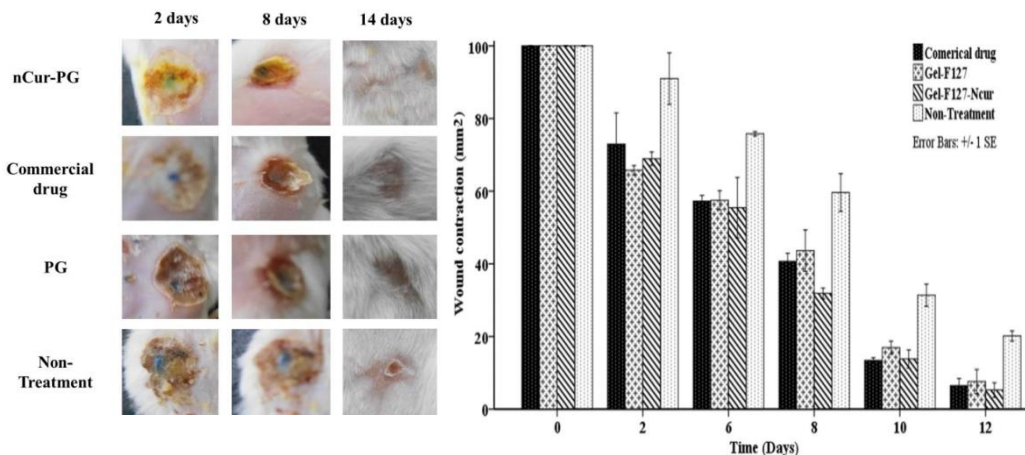 2 days 8 days 14 days
nCur-PG
Commercial
drug
PG
Non-
Treatment
Wound contraction (mm2)
100
80
60
40
20
0
0 2 6 8 10 12
Time (Days)
Comerical drug
Gel-F127
Gel-F127-Ncur
Non-Treatment
Error Bars: +/- 1 SE